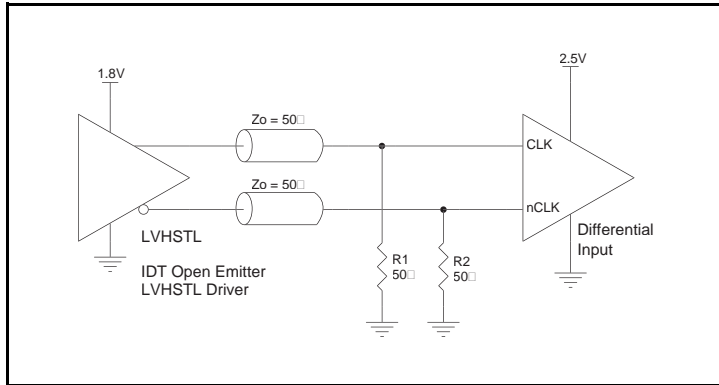 1.8V
2.5V
Zo = 50□
CLK
Zo = 50□
nCLK
LVHSTL
Differential
Input
IDT Open Emitter
LVHSTL Driver
R1
50□
R2
50□